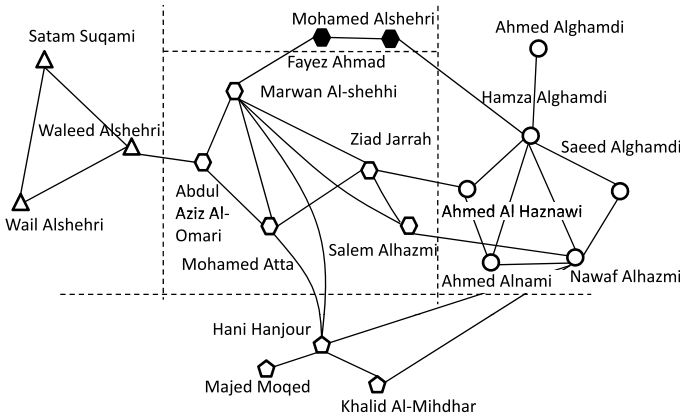 Mohamed Alshehri
Ahmed Alghamdi
Satam Suqami
Fayez Ahmad
Marwan Al-shehhi
Hamza Alghamdi
Waleed Alshehri
Ziad Jarrah
Saeed Alghamdi
Abdul
Aziz Al-
Omari
Ahmed Al Haznawi
Wail Alshehri
Salem Alhazmi
Mohamed Atta
Ahmed Alnami
Nawaf Alhazmi
Hani Hanjour
Majed Moqed
Khalid Al-Mihdhar